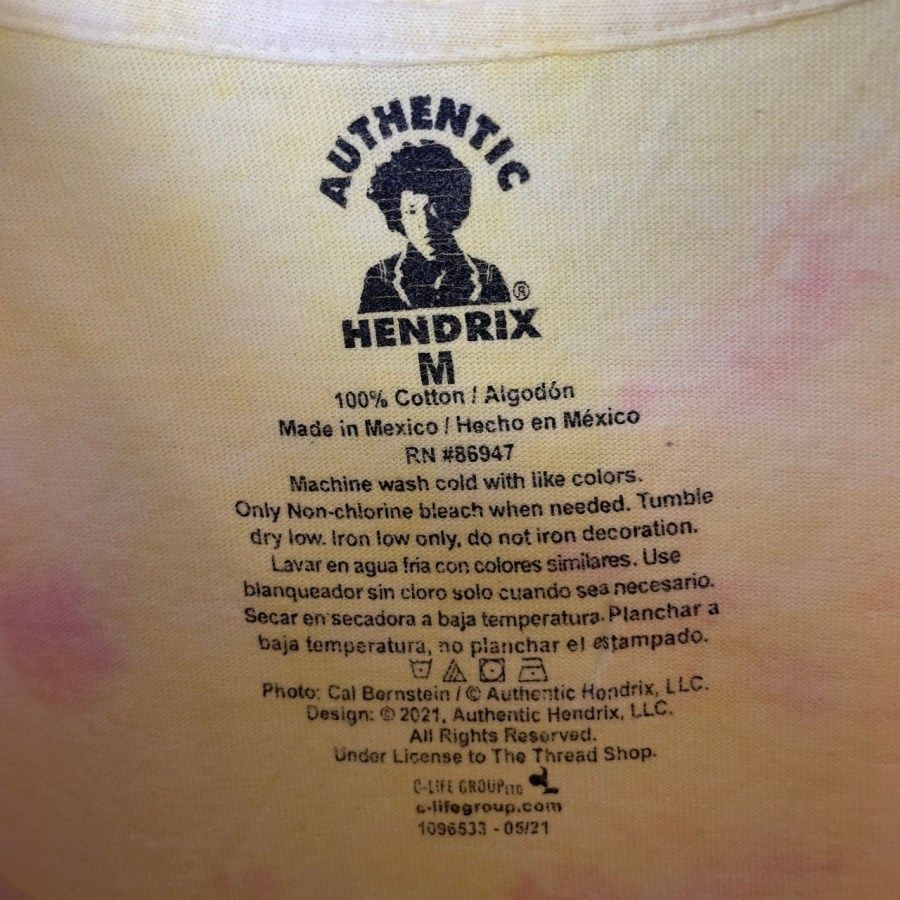 AUTHENTIC
®
HENDRIX
M
100% Cotton / Algodón
Made in Mexico / Hecho en México
RN #86947
Machine wash cold with like colors.
Only Non-chlorine bleach when needed. Tumble
dry low. Iron low only, do not iron decoration.
Lavar en agua fria con colores similares. Use
blanqueador sin cloro solo cuando sea necesario.
Secar en secadora a baja temperatura. Planchar a
baja temperatura, no planchar el estampado.
Photo: Cal Bernstein / © Authentic Hendrix, LLC.
Design: © 2021, Authentic Hendrix, LLC.
All Rights Reserved.
Under License to The Thread Shop.
C-LIFE GROUP LTD
c-lifegroup.com
1096533 - 05/21